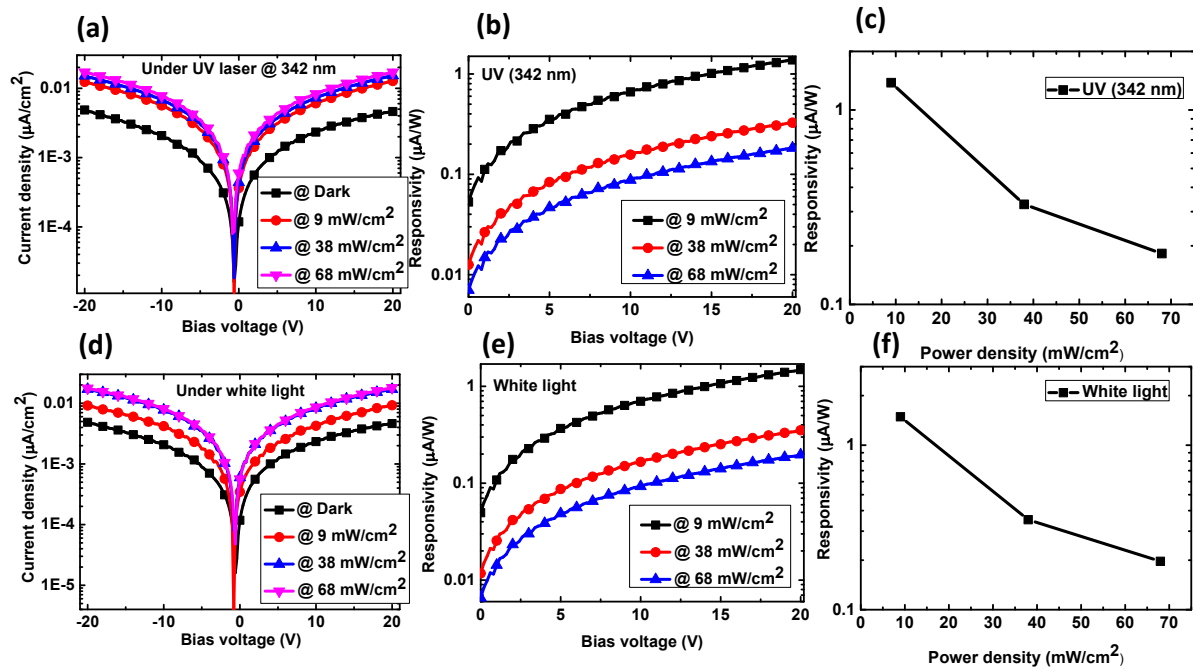 (a)
Current density (µA/cm²)
0.01
1E-3
1E-4
Under UV laser @ 342 nm
@ Dark
@ 9 mW/cm²
@ 38 mW/cm²
@ 68 mW/cm²
-20 -10 0 10 20
Bias voltage (V)
(b)
Responsivity (µA/W)
1
0.1
0.01
UV (342 nm)
@ 9 mW/cm²
@ 38 mW/cm²
@ 68 mW/cm²
0 5 10 15 20
Bias voltage (V)
(c)
1
0.1
UV (342 nm)
0 10 20 30 40 50 60 70
Power density (mW/cm²)
(d)
Current density (µA/cm²)
0.01
1E-3
1E-4
1E-5
Under white light
@ Dark
@ 9 mW/cm²
@ 38 mW/cm²
@ 68 mW/cm²
-20 -10 0 10 20
Bias voltage (V)
(e)
Responsivity (µA/W)
1
0.1
0.01
White light
@ 9 mW/cm²
@ 38 mW/cm²
@ 68 mW/cm²
0 5 10 15 20
Bias voltage (V)
(f)
Responsivity (µA/W)
1
0.1
White light
0 10 20 30 40 50 60 70
Power density (mW/cm²)